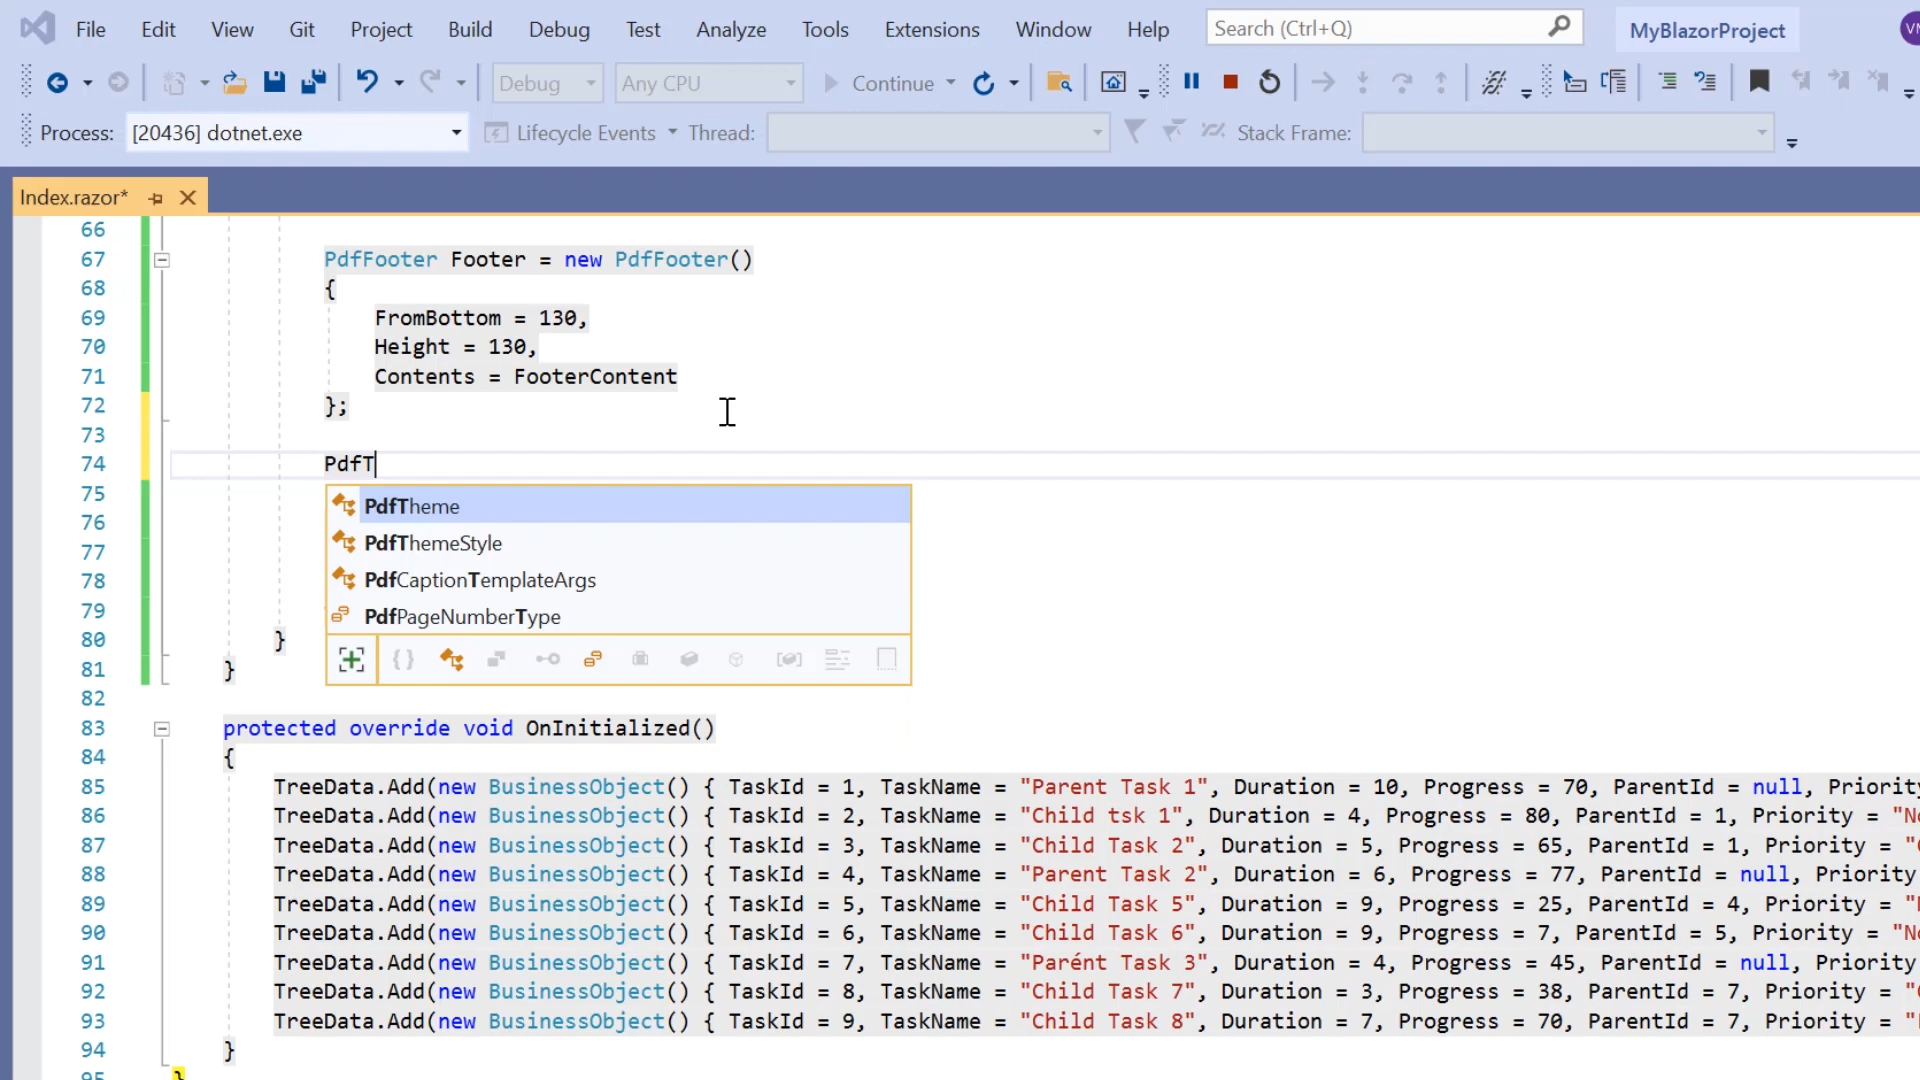 File Edit View Git Project Build Debug Test Analyze Tools Extensions Window Help Search (Ctrl+Q) MyBlazorProject
Debug Any CPU Continue
Process: [20436] dotnet.exe Lifecycle Events Thread: Stack Frame:
Index.razor*
66
67 PdfFooter Footer = new PdfFooter()
68 {
69 FromBottom = 130,
70 Height = 130,
71 Contents = FooterContent
72 };
73
74 PdfT
75 PdfTheme
76 PdfThemeStyle
77
78 PdfCaptionTemplateArgs
79 PdfPageNumberType
80 }
81 }
82
83 protected override void OnInitialized()
84 {
85 TreeData.Add(new BusinessObject() { TaskId = 1, TaskName = "Parent Task 1", Duration = 10, Progress = 70, ParentId = null, Priority
86 TreeData.Add(new BusinessObject() { TaskId = 2, TaskName = "Child tsk 1", Duration = 4, Progress = 80, ParentId = 1, Priority = "No
87 TreeData.Add(new BusinessObject() { TaskId = 3, TaskName = "Child Task 2", Duration = 5, Progress = 65, ParentId = 1, Priority = "
88 TreeData.Add(new BusinessObject() { TaskId = 4, TaskName = "Parent Task 2", Duration = 6, Progress = 77, ParentId = null, Priority
89 TreeData.Add(new BusinessObject() { TaskId = 5, TaskName = "Child Task 5", Duration = 9, Progress = 25, ParentId = 4, Priority = "
90 TreeData.Add(new BusinessObject() { TaskId = 6, TaskName = "Child Task 6", Duration = 9, Progress = 7, ParentId = 5, Priority = "No
91 TreeData.Add(new BusinessObject() { TaskId = 7, TaskName = "Parént Task 3", Duration = 4, Progress = 45, ParentId = null, Priority
92 TreeData.Add(new BusinessObject() { TaskId = 8, TaskName = "Child Task 7", Duration = 3, Progress = 38, ParentId = 7, Priority = "
93 TreeData.Add(new BusinessObject() { TaskId = 9, TaskName = "Child Task 8", Duration = 7, Progress = 70, ParentId = 7, Priority = "
94 }
95 }